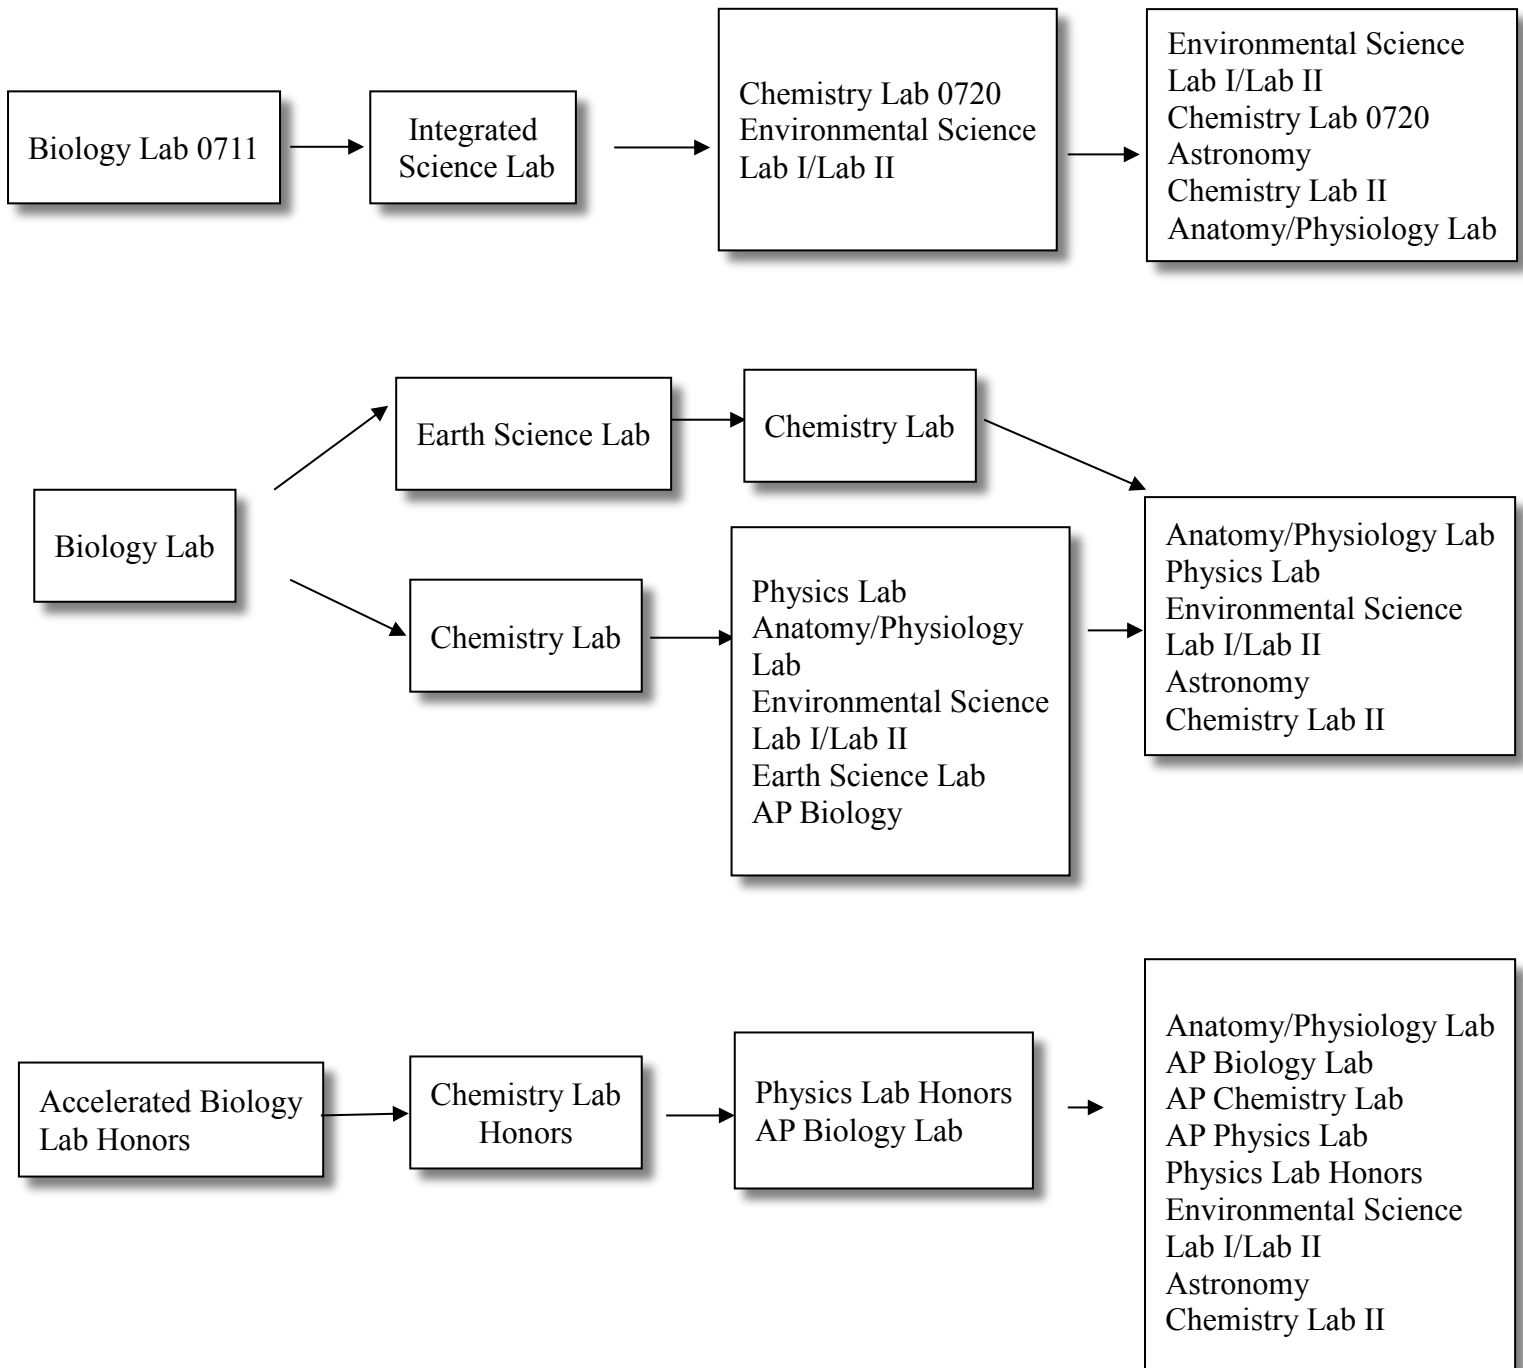 Biology Lab 0711
Integrated
Science Lab
Chemistry Lab 0720
Environmental Science
Lab I/Lab II
Environmental Science
Lab I/Lab II
Chemistry Lab 0720
Astronomy
Chemistry Lab II
Anatomy/Physiology Lab
Biology Lab
Earth Science Lab
Chemistry Lab
Chemistry Lab
Physics Lab
Anatomy/Physiology
Lab
Environmental Science
Lab I/Lab II
Earth Science Lab
AP Biology
Anatomy/Physiology Lab
Physics Lab
Environmental Science
Lab I/Lab II
Astronomy
Chemistry Lab II
Accelerated Biology
Lab Honors
Chemistry Lab
Honors
Physics Lab Honors
AP Biology Lab
Anatomy/Physiology Lab
AP Biology Lab
AP Chemistry Lab
AP Physics Lab
Physics Lab Honors
Environmental Science
Lab I/Lab II
Astronomy
Chemistry Lab II